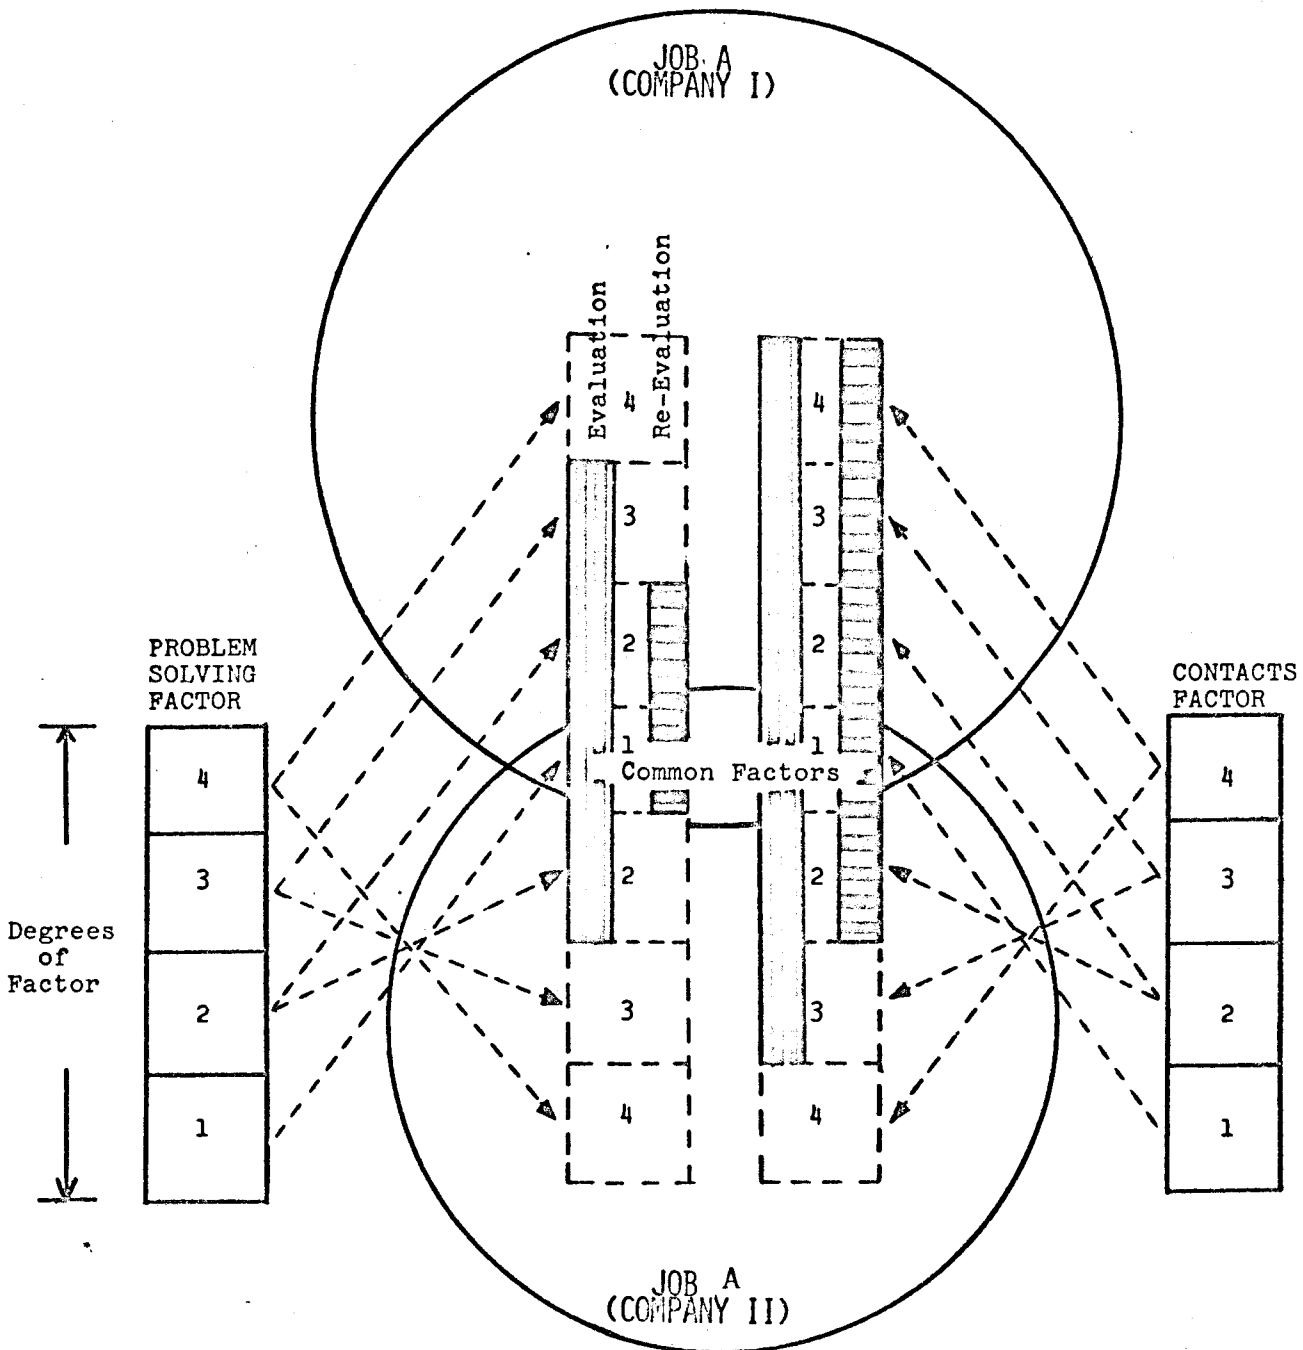 JOB A
(COMPANY I)
Evaluation
Re-Evaluation
4
4
3
3
2
2
PROBLEM
SOLVING
FACTOR
CONTACTS
FACTOR
1
1
Common Factors
4
4
2
2
3
3
Degrees
of
Factor
3
3
2
2
4
4
1
1
JOB A
(COMPANY II)